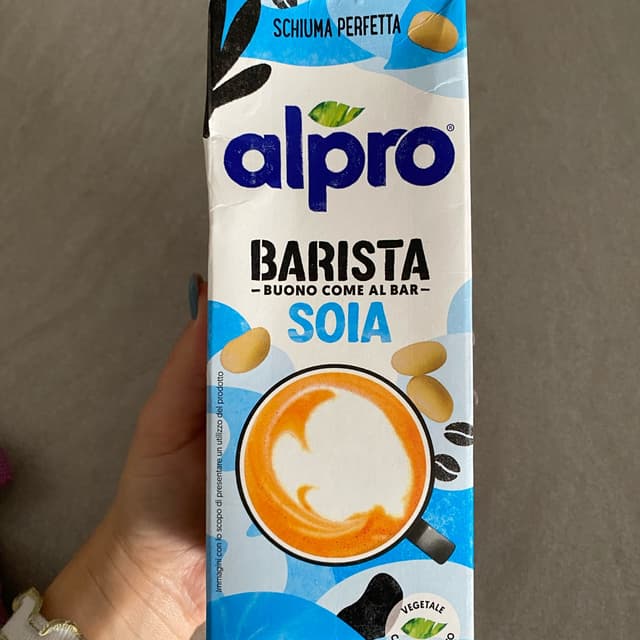 SCHIUMA PERFETTA
alpro®
BARISTA
BUONO COME AL BAR
SOIA
Immagini con lo scopo di presentare un utilizzo del prodotto
VEGETALE